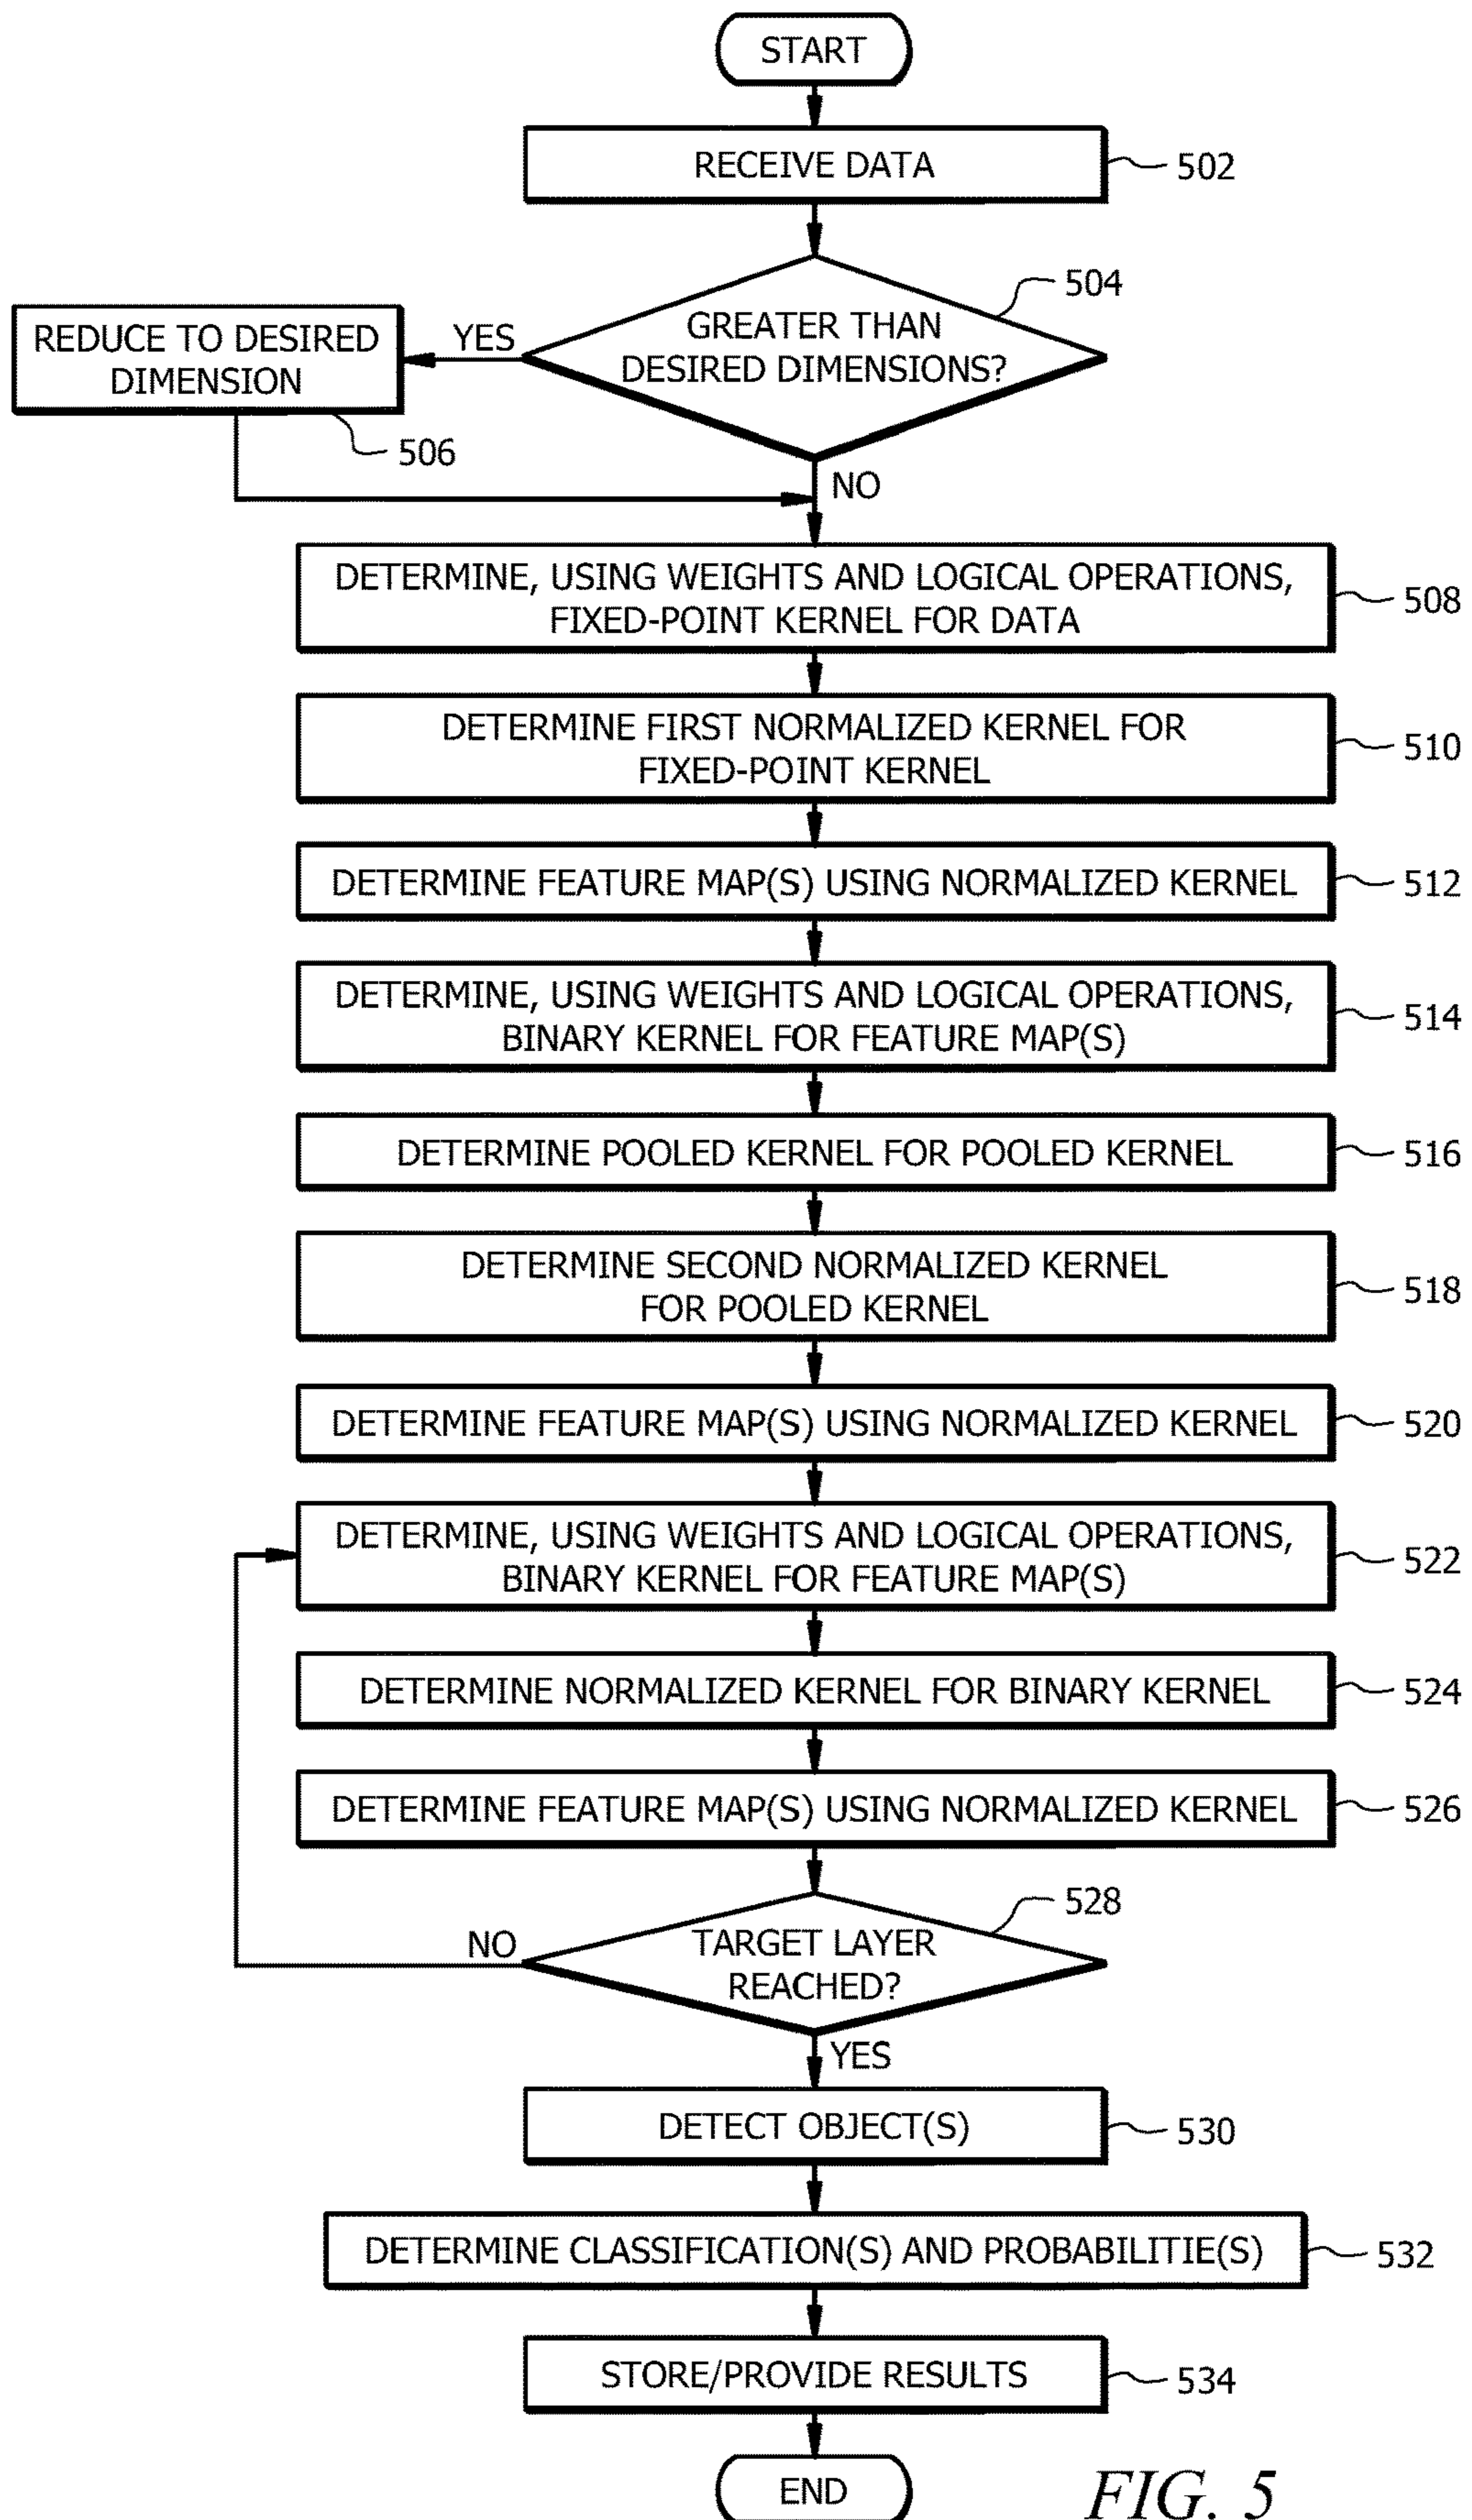 START
RECEIVE DATA
502
504
GREATER THAN
DESIRED DIMENSIONS?
YES
REDUCE TO DESIRED
DIMENSION
506
NO
DETERMINE, USING WEIGHTS AND LOGICAL OPERATIONS,
FIXED-POINT KERNEL FOR DATA
508
DETERMINE FIRST NORMALIZED KERNEL FOR
FIXED-POINT KERNEL
510
DETERMINE FEATURE MAP(S) USING NORMALIZED KERNEL
512
DETERMINE, USING WEIGHTS AND LOGICAL OPERATIONS,
BINARY KERNEL FOR FEATURE MAP(S)
514
DETERMINE POOLED KERNEL FOR POOLED KERNEL
516
DETERMINE SECOND NORMALIZED KERNEL
FOR POOLED KERNEL
518
DETERMINE FEATURE MAP(S) USING NORMALIZED KERNEL
520
DETERMINE, USING WEIGHTS AND LOGICAL OPERATIONS,
BINARY KERNEL FOR FEATURE MAP(S)
522
DETERMINE NORMALIZED KERNEL FOR BINARY KERNEL
524
DETERMINE FEATURE MAP(S) USING NORMALIZED KERNEL
526
528
TARGET LAYER
REACHED?
NO
YES
DETECT OBJECT(S)
530
DETERMINE CLASSIFICATION(S) AND PROBABILITIE(S)
532
STORE/PROVIDE RESULTS
534
END
FIG. 5